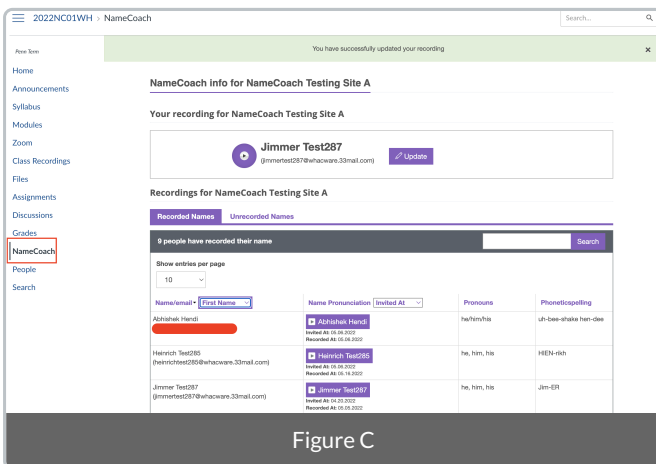 2022NC01WH > NameCoach
Search...
Penn Term
You have successfully updated your recording
×
Home
Announcements
Syllabus
Modules
Zoom
Class Recordings
Files
Assignments
Discussions
Grades
NameCoach
People
Search
NameCoach info for NameCoach Testing Site A
Your recording for NameCoach Testing Site A
Jimmer Test287
(jimmertest287@whacware.33mail.com)
Update
Recordings for NameCoach Testing Site A
Recorded Names Unrecorded Names
9 people have recorded their name
Search
Show entries per page
10
Name/email First Name Name Pronunciation Invited At Pronouns Phoneticspelling
Abhishek Hendi Abhishek Hendi he/him/his uh-bee-shake hen-dee
Invited At: 05.06.2022
Recorded At: 05.06.2022
Heinrich Test285 Heinrich Test285 he, him, his HIEN-rikh
(heinrichtest285@whacware.33mail.com)
Invited At: 05.06.2022
Recorded At: 05.16.2022
Jimmer Test287 Jimmer Test287 he, him, his Jim-ER
(jimmertest287@whacware.33mail.com)
Invited At: 04.20.2022
Recorded At: 05.05.2022
Figure C